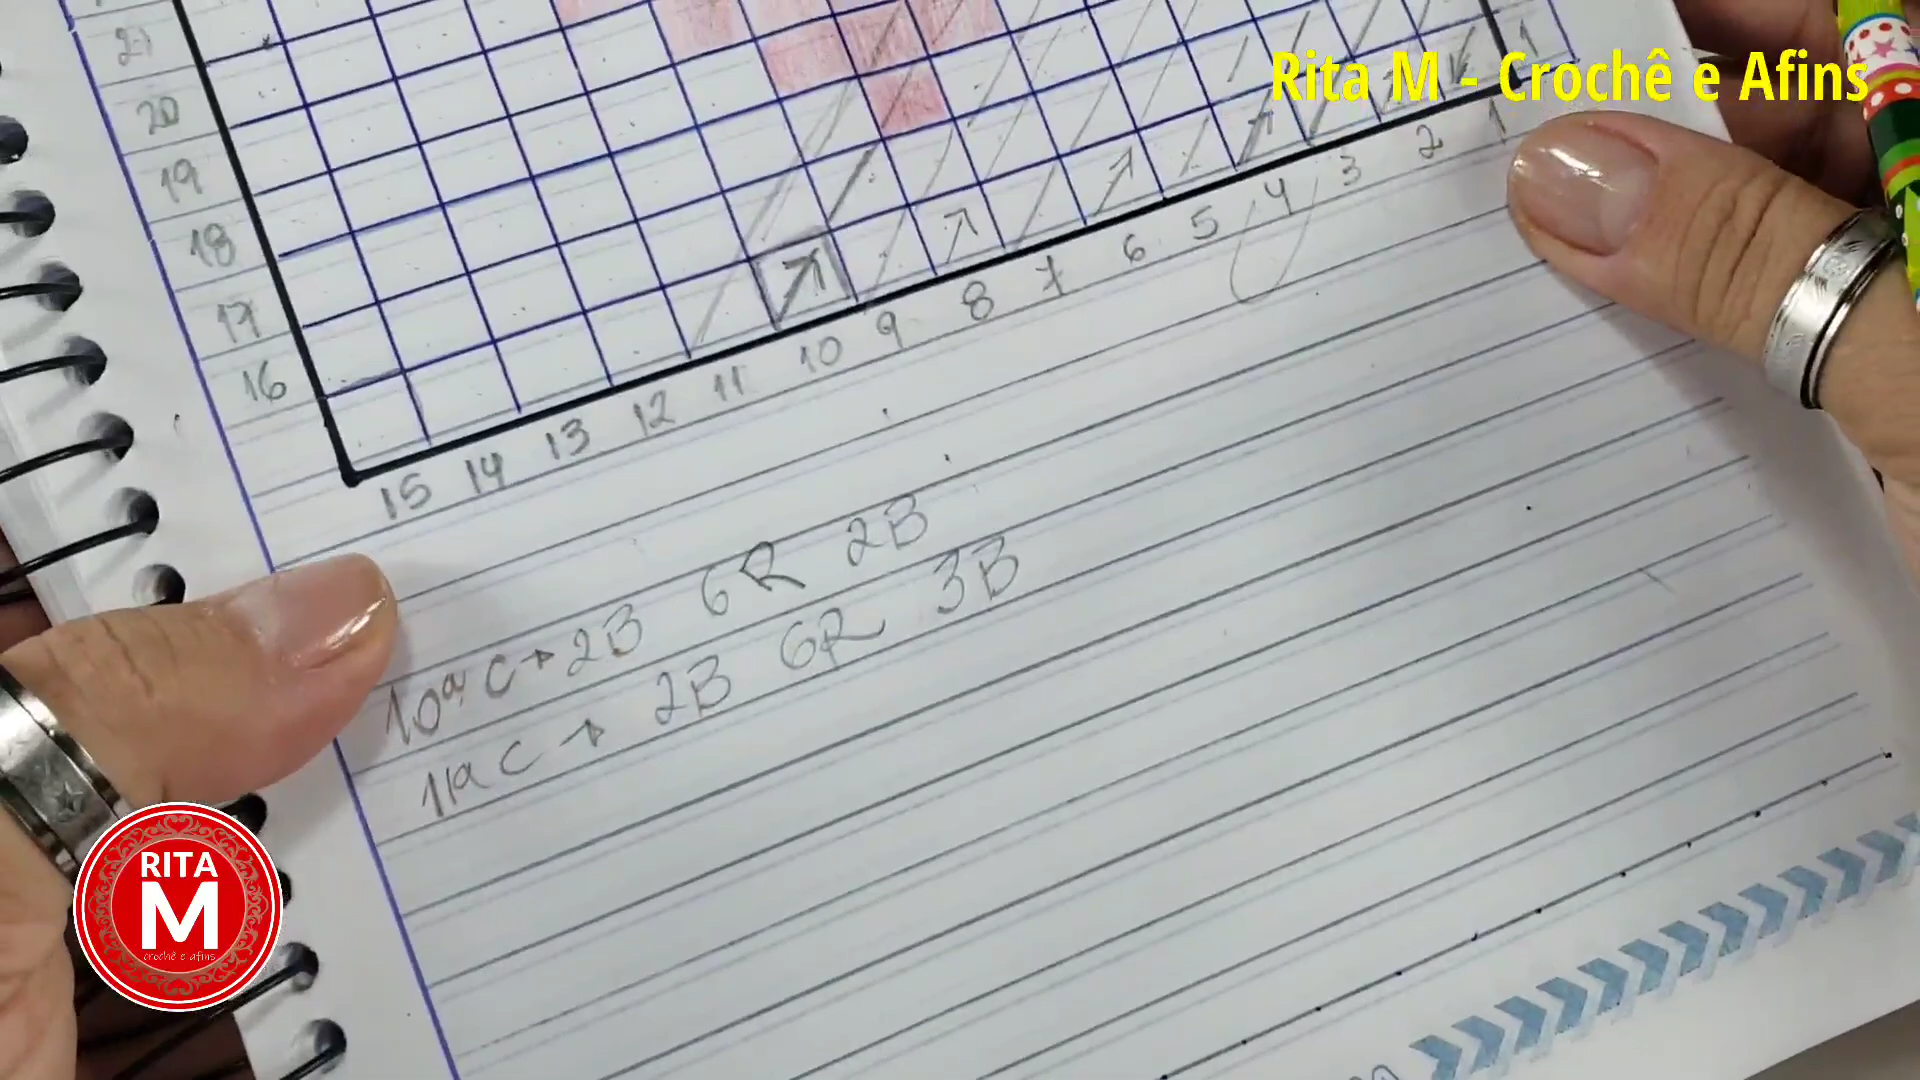 Rita M - Crochê e Afins
20
19
18
17
16
15 14 13 12 11 10 9 8 7 6 5 4 3 2 1
1
10ª C → 2B 6R 2B
11ª C → 2B 6R 3B
RITA
M
crochê e afins